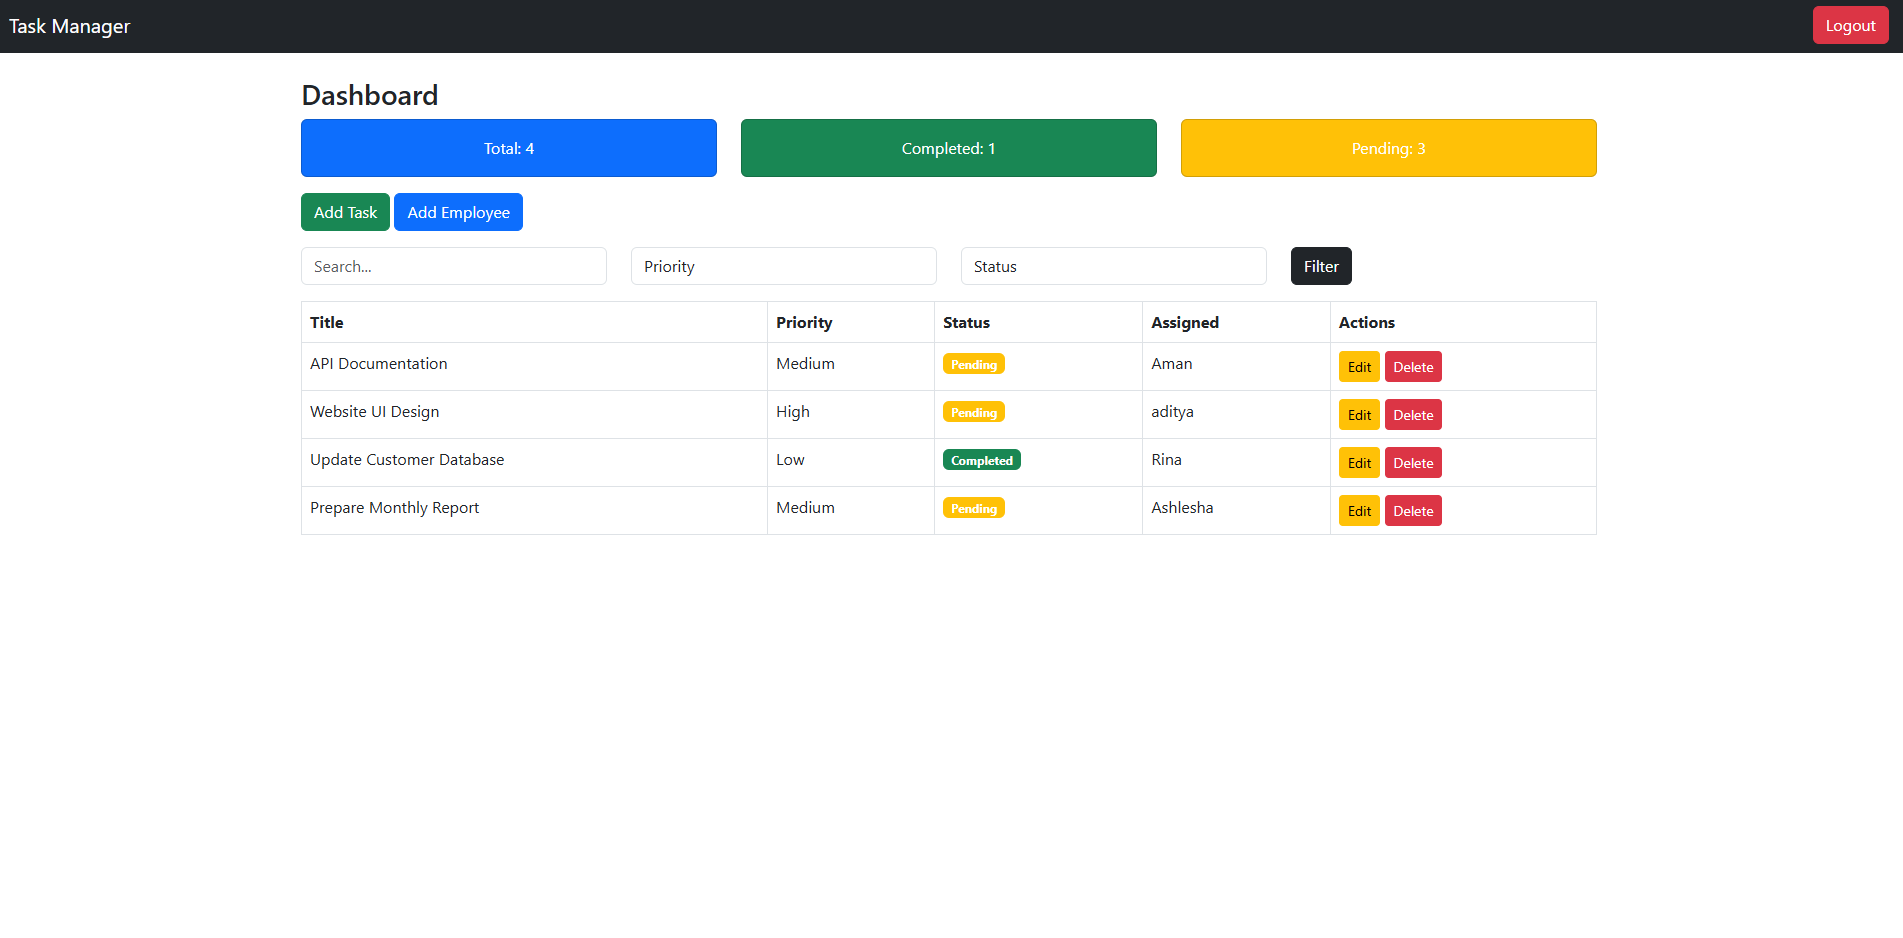 Task Manager Logout
Dashboard
Total: 4 Completed: 1 Pending: 3
Add Task Add Employee
Search... Priority Status Filter
Title Priority Status Assigned Actions
API Documentation Medium Pending Aman Edit Delete
Website UI Design High Pending aditya Edit Delete
Update Customer Database Low Completed Rina Edit Delete
Prepare Monthly Report Medium Pending Ashlesha Edit Delete